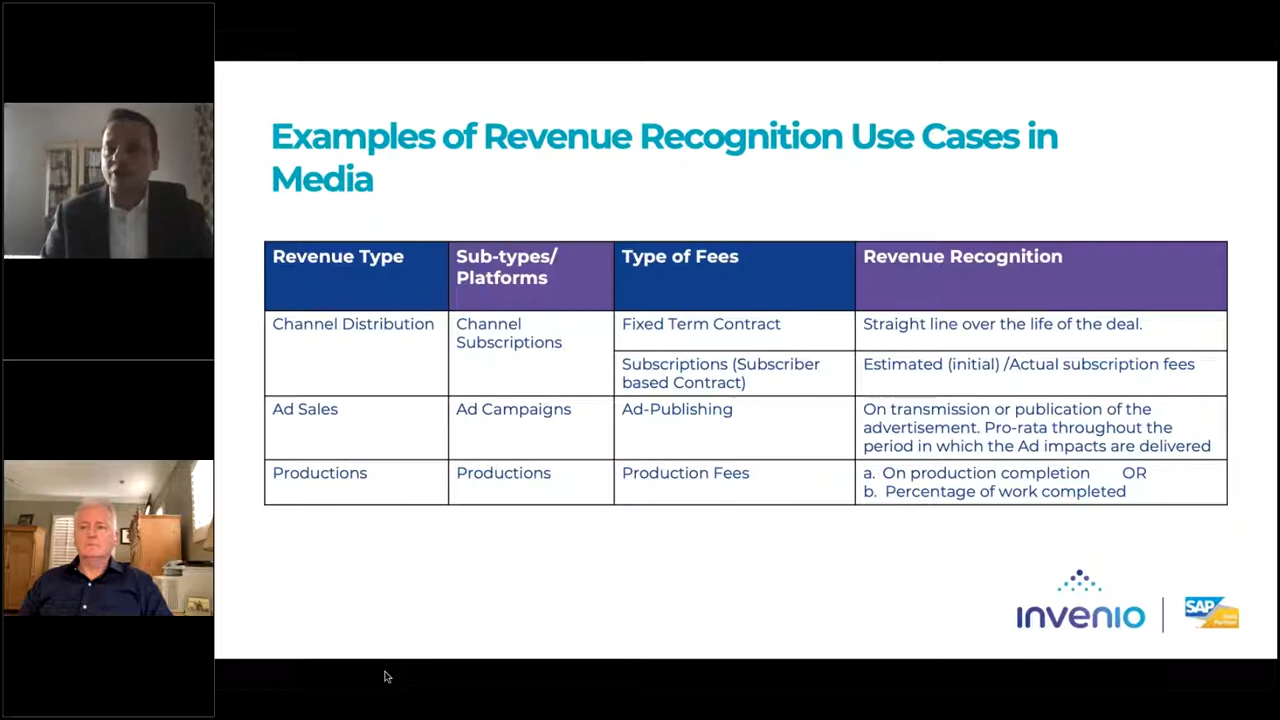 Examples of Revenue Recognition Use Cases in
Media
Revenue Type
Sub-types/
Platforms
Type of Fees
Revenue Recognition
Channel Distribution
Channel
Subscriptions
Fixed Term Contract
Straight line over the life of the deal.
Subscriptions (Subscriber
based Contract)
Estimated (initial) /Actual subscription fees
Ad Sales
Ad Campaigns
Ad-Publishing
On transmission or publication of the
advertisement. Pro-rata throughout the
period in which the Ad impacts are delivered
Productions
Productions
Production Fees
a. On production completion OR
b. Percentage of work completed
invenio
SAP